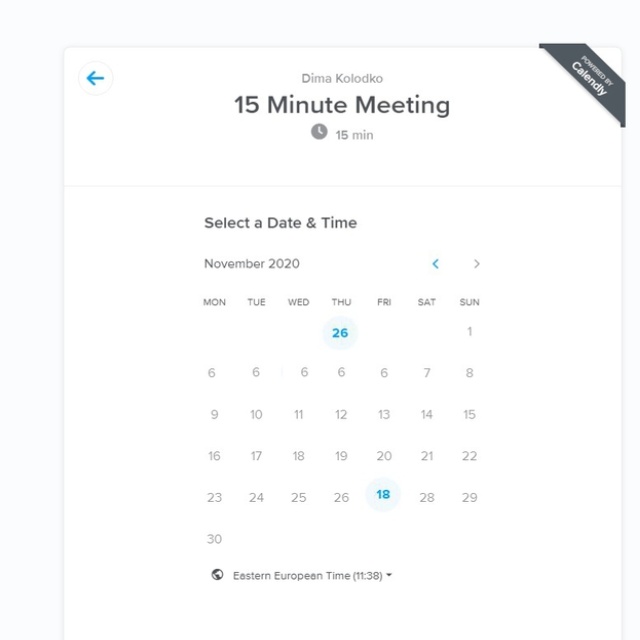 Dima Kolodko
15 Minute Meeting
15 min
POWERED BY
Calendly
Select a Date & Time
November 2020
MON TUE WED THU FRI SAT SUN
26 1
6 6 6 6 6 7 8
9 10 11 12 13 14 15
16 17 18 19 20 21 22
23 24 25 26 18 28 29
30
Eastern European Time (11:38)